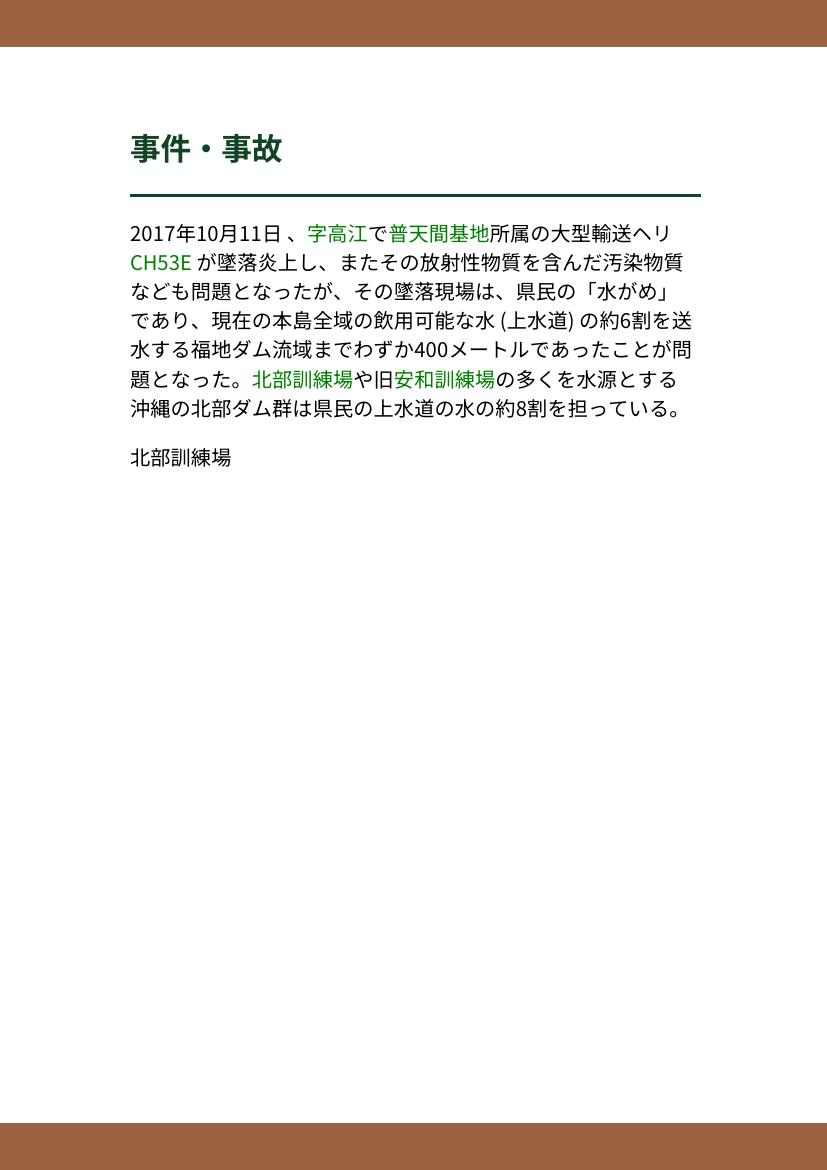 事件・事故
2017年10月11日 、字高江で普天間基地所属の大型輸送ヘリ
CH53E が墜落炎上し、またその放射性物質を含んだ汚染物質
なども問題となったが、その墜落現場は、県民の「水がめ」
であり、現在の本島全域の飲用可能な水 (上水道) の約6割を送
水する福地ダム流域までわずか400メートルであったことが問
題となった。北部訓練場や旧安和訓練場の多くを水源とする
沖縄の北部ダム群は県民の上水道の水の約8割を担っている。
北部訓練場